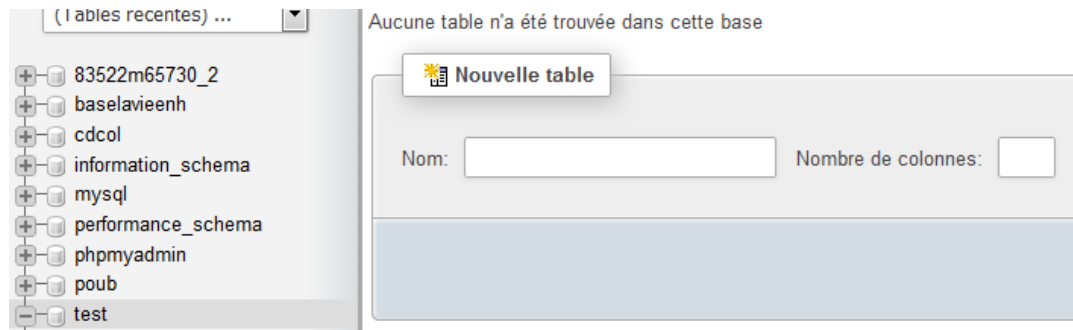 (Tables récentes) ...
83522m65730_2
baselavieenh
cdcol
information_schema
mysql
performance_schema
phpmyadmin
poub
test
Aucune table n'a été trouvée dans cette base
Nouvelle table
Nom:
Nombre de colonnes: